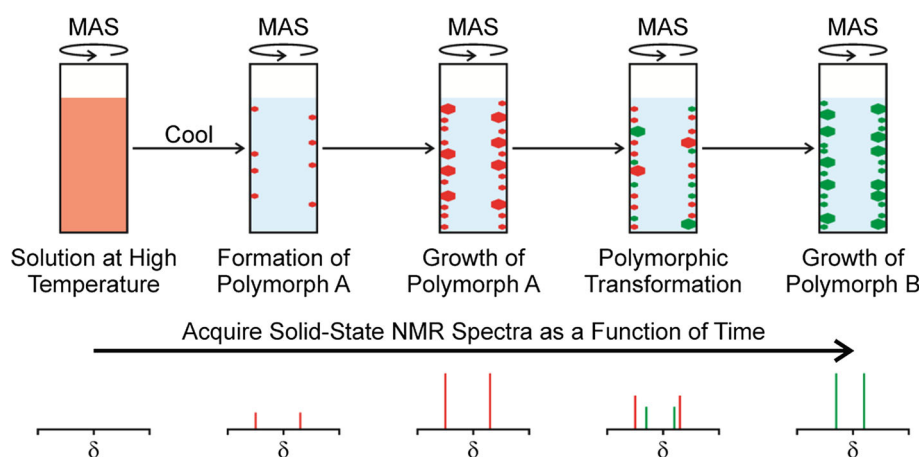 MAS
MAS
MAS
MAS
MAS
Cool
Solution at High
Temperature
Formation of
Polymorph A
Growth of
Polymorph A
Polymorphic
Transformation
Growth of
Polymorph B
Acquire Solid-State NMR Spectra as a Function of Time
δ
δ
δ
δ
δ